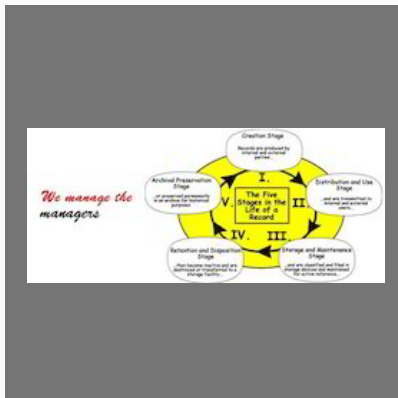 We manage the
managers
Creation Stage
Records are produced by
internal and external
parties...
I.
Distribution and Use
Stage
...and are transmitted to
internal and external
users...
II.
Storage and Maintenance
Stage
...and are classified and filed in
storage devices and maintained
for active reference...
III.
Retention and Disposition
Stage
...then become inactive and are
destroyed or transferred to a
storage facility...
IV.
Archival Preservation
Stage
...or preserved permanently
in an archive for historical
purposes.
V.
The Five
Stages in the
Life of a
Record